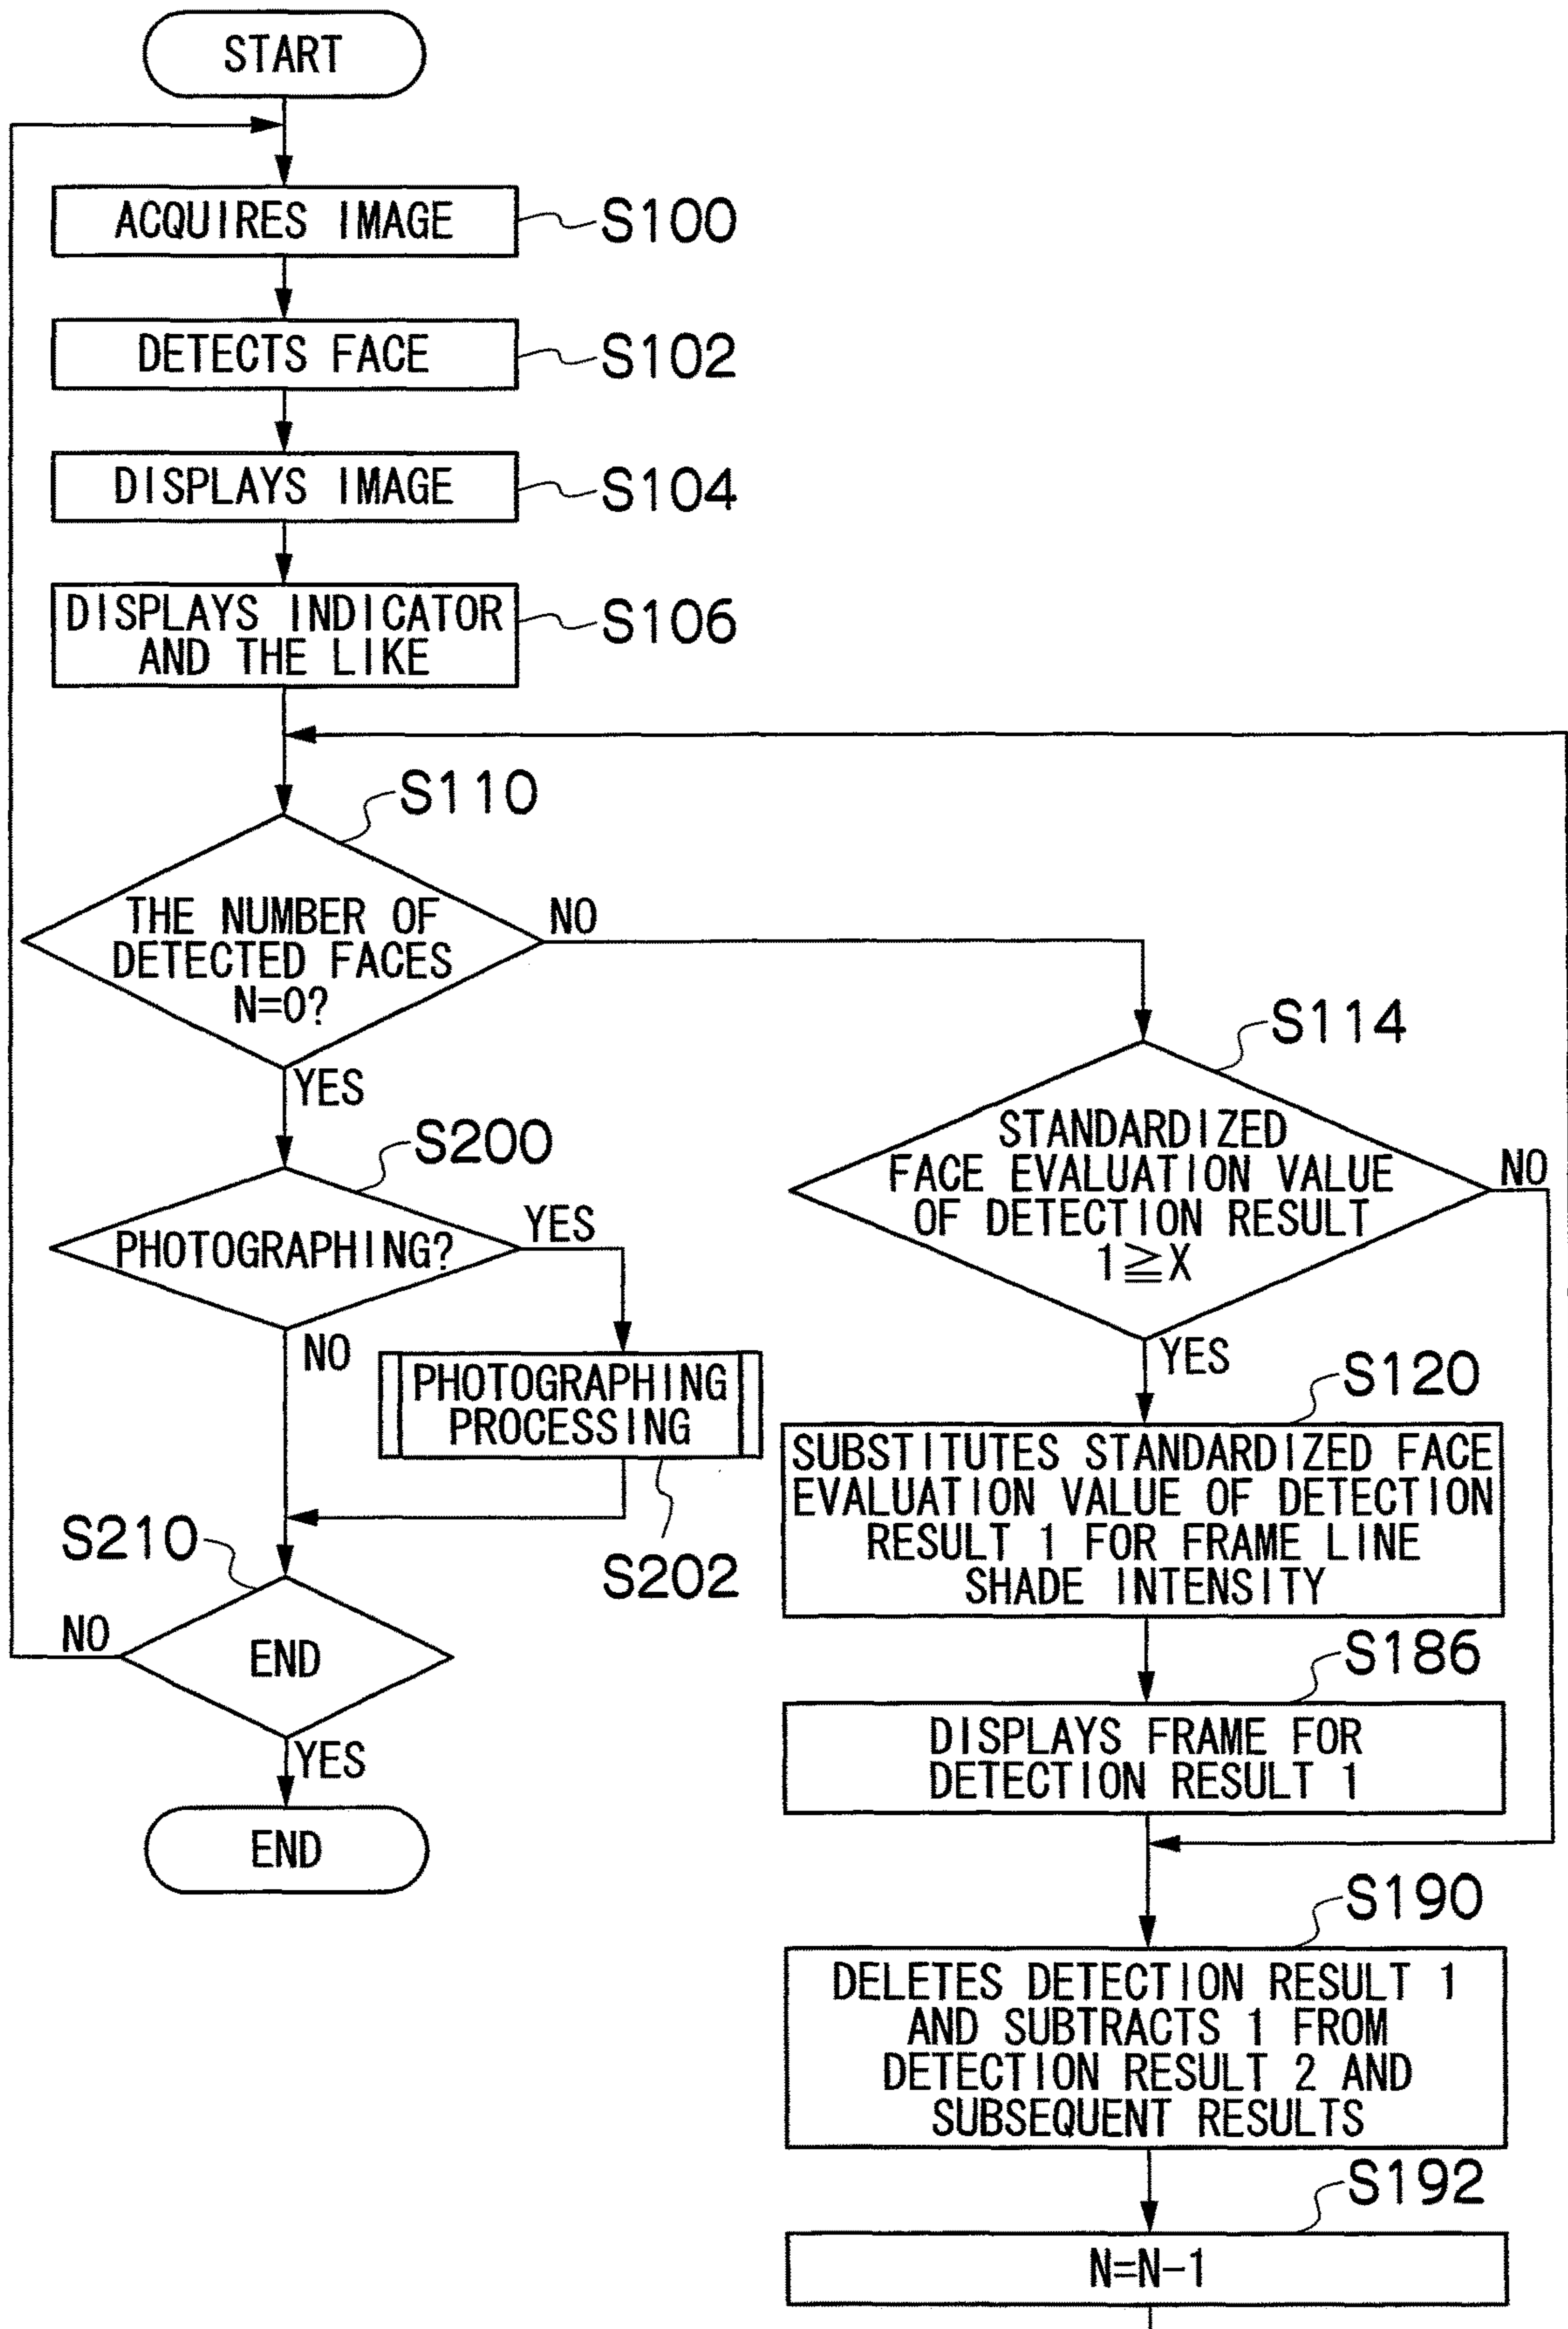 START
ACQUIRES IMAGE
S100
DETECTS FACE
S102
DISPLAYS IMAGE
S104
DISPLAYS INDICATOR
AND THE LIKE
S106
S110
THE NUMBER OF
DETECTED FACES
N=0?
NO
YES
S114
STANDARDIZED
FACE EVALUATION VALUE
OF DETECTION RESULT
1≧X
NO
YES
S200
PHOTOGRAPHING?
YES
NO
PHOTOGRAPHING
PROCESSING
S202
S120
SUBSTITUTES STANDARDIZED FACE
EVALUATION VALUE OF DETECTION
RESULT 1 FOR FRAME LINE
SHADE INTENSITY
S210
NO
END
YES
END
S186
DISPLAYS FRAME FOR
DETECTION RESULT 1
S190
DELETES DETECTION RESULT 1
AND SUBTRACTS 1 FROM
DETECTION RESULT 2 AND
SUBSEQUENT RESULTS
S192
N=N-1